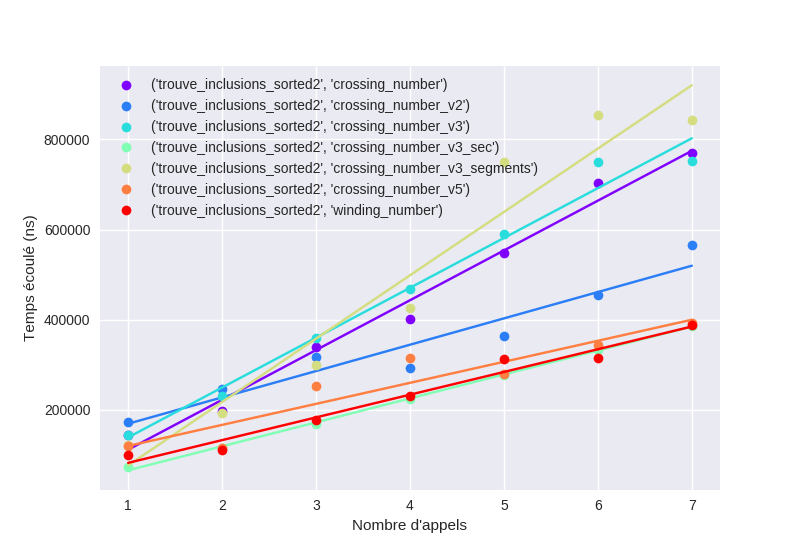 ('trouve_inclusions_sorted2', 'crossing_number')
('trouve_inclusions_sorted2', 'crossing_number_v2')
('trouve_inclusions_sorted2', 'crossing_number_v3')
('trouve_inclusions_sorted2', 'crossing_number_v3_sec')
('trouve_inclusions_sorted2', 'crossing_number_v3_segments')
('trouve_inclusions_sorted2', 'crossing_number_v5')
('trouve_inclusions_sorted2', 'winding_number')
800000
600000
400000
200000
Temps écoulé (ns)
1 2 3 4 5 6 7
Nombre d'appels